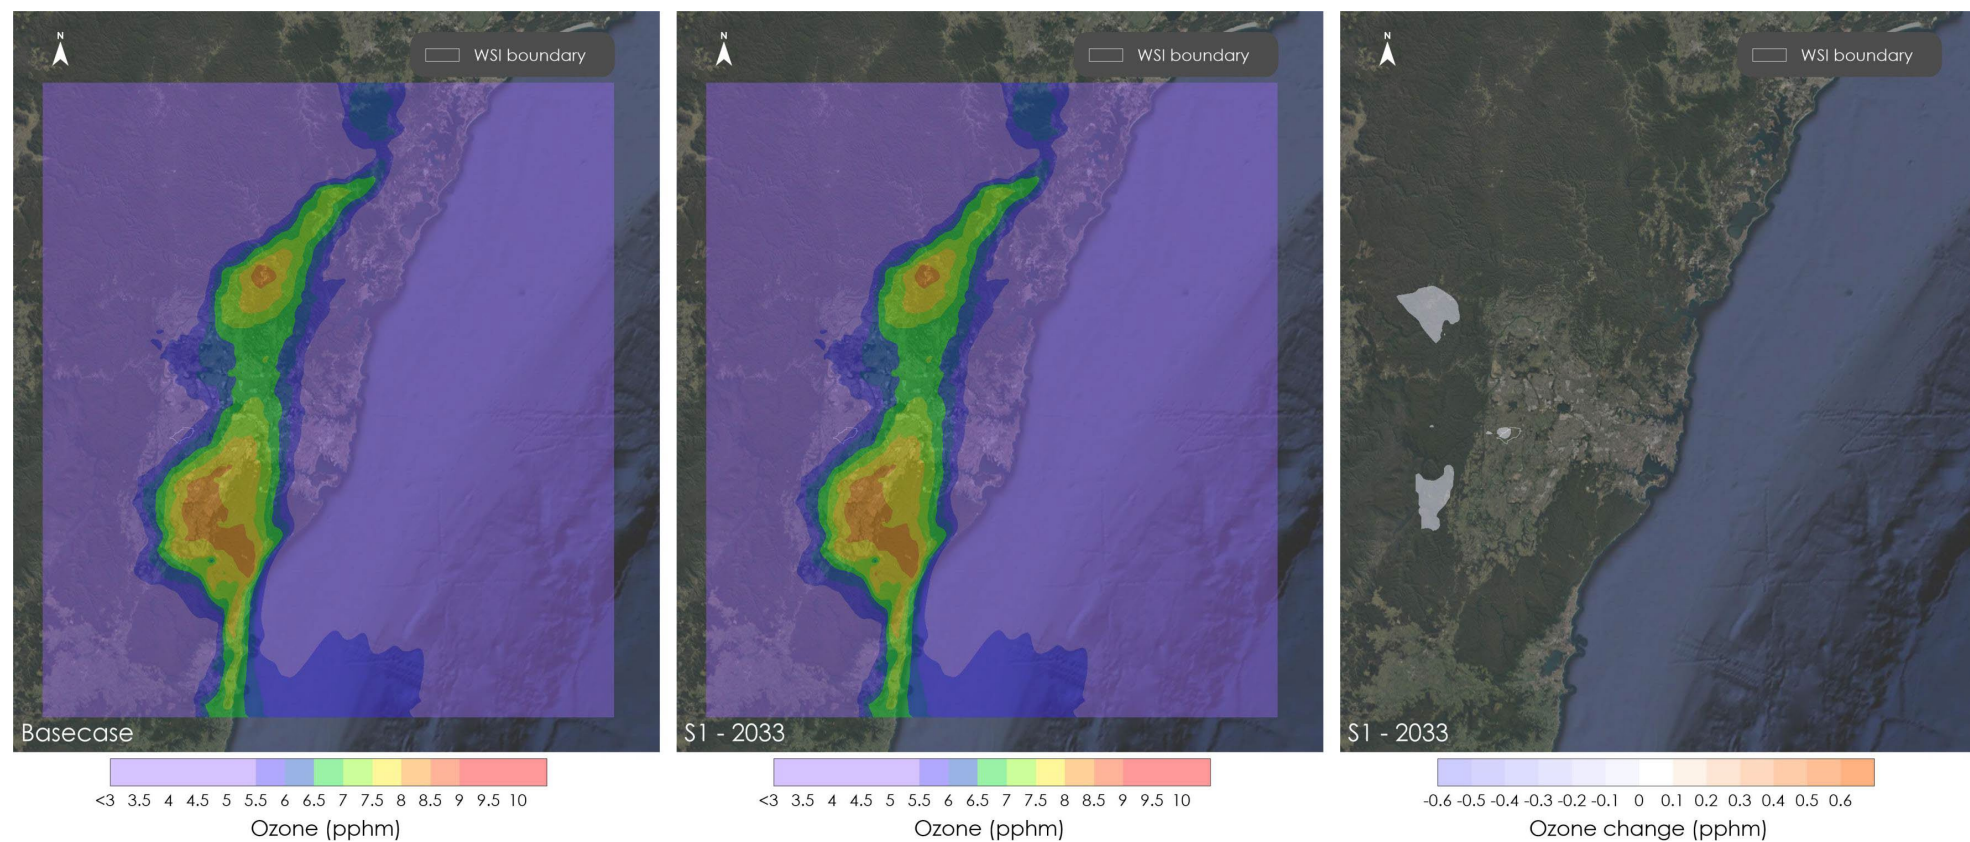 N
WSI boundary
N
WSI boundary
N
WSI boundary
Basecase
S1 - 2033
S1 - 2033
<3 3.5 4 4.5 5 5.5 6 6.5 7 7.5 8 8.5 9 9.5 10
<3 3.5 4 4.5 5 5.5 6 6.5 7 7.5 8 8.5 9 9.5 10
-0.6 -0.5 -0.4 -0.3 -0.2 -0.1 0 0.1 0.2 0.3 0.4 0.5 0.6
Ozone (pphm)
Ozone (pphm)
Ozone change (pphm)